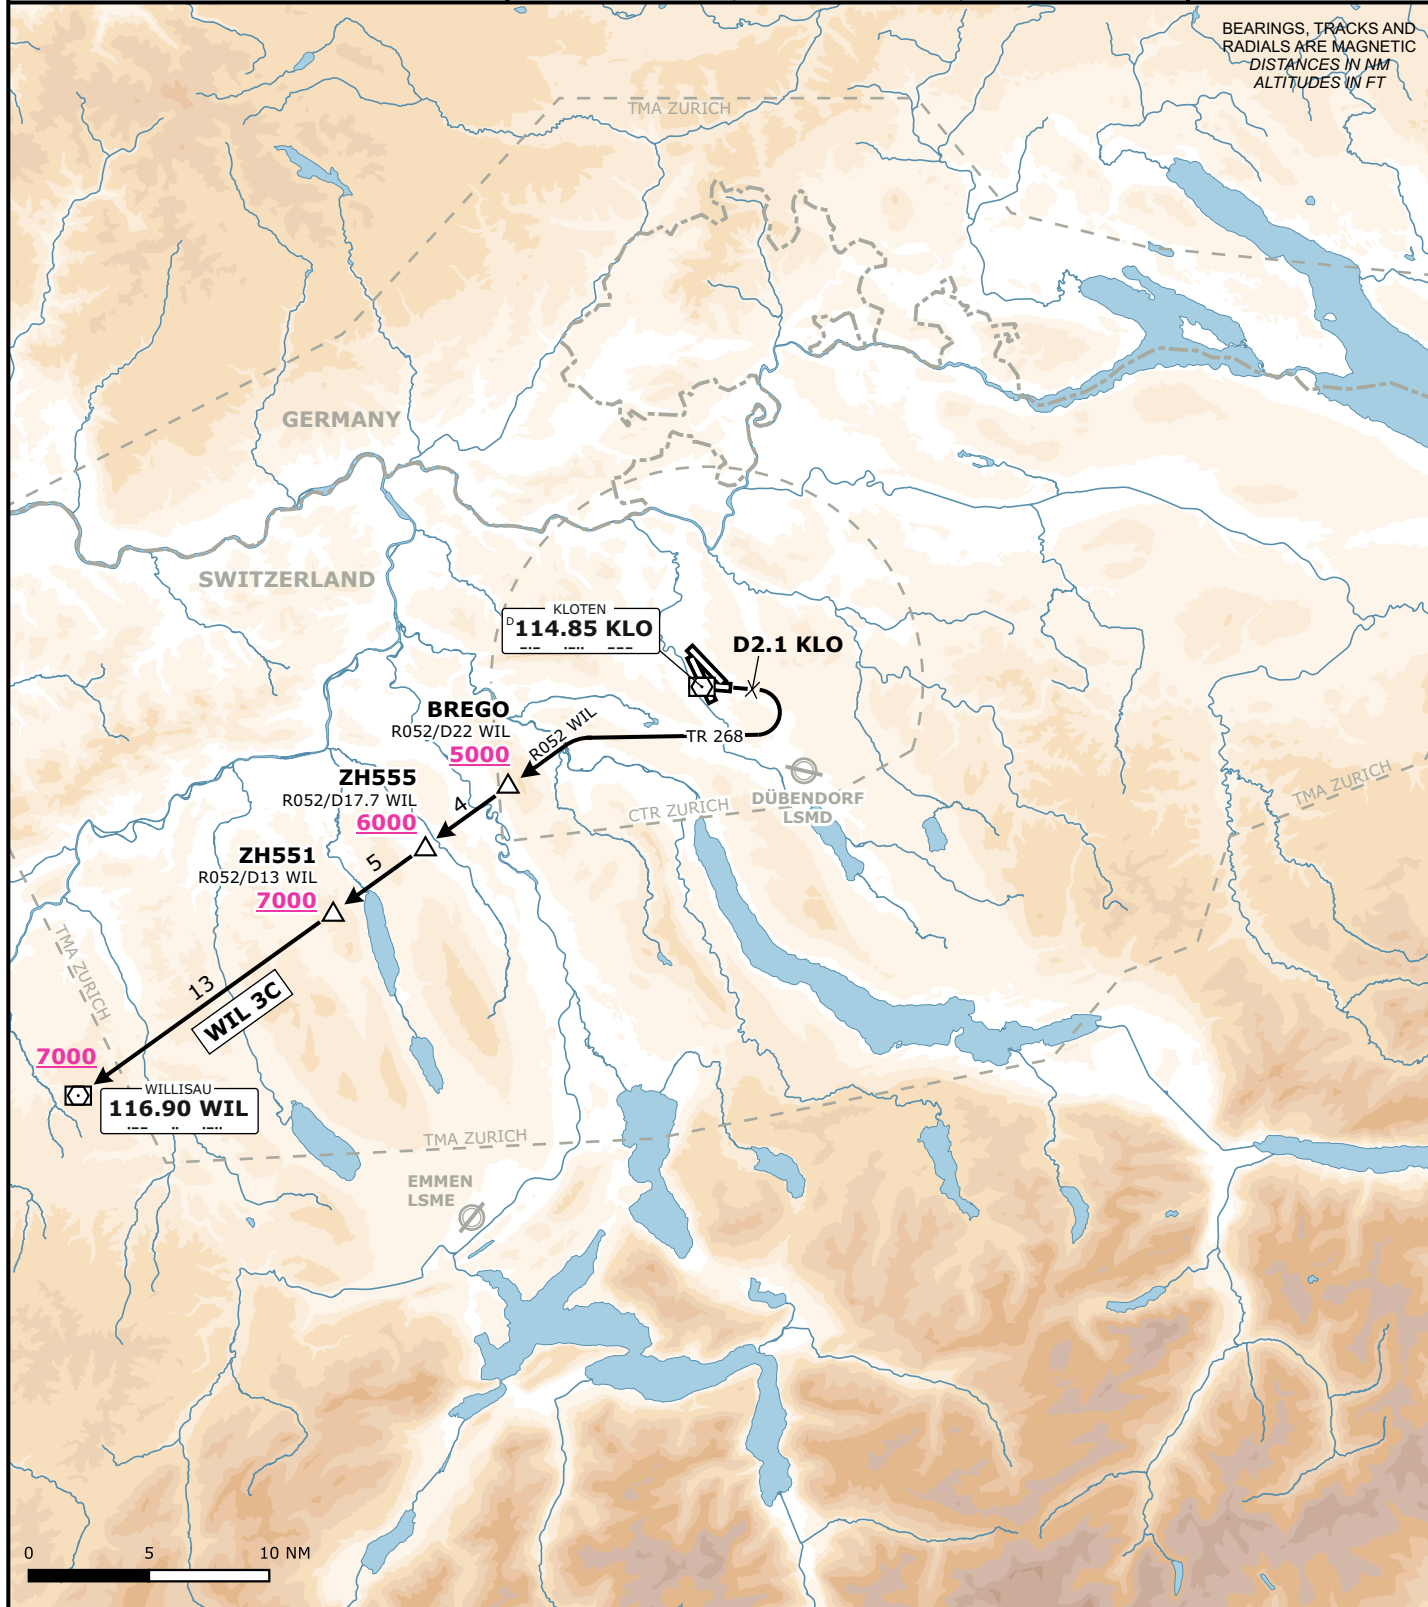 BEARINGS, TRACKS AND
RADIALS ARE MAGNETIC
DISTANCES IN NM
ALTITUDES IN FT
TMA ZURICH
GERMANY
SWITZERLAND
KLOTEN
D 114.85 KLO
D2.1 KLO
BREGO
R052/D22 WIL
5000
R052 WIL
TR 268
ZH555
R052/D17.7 WIL
6000
4
DÜBENDORF
LSMD
CTR ZURICH
TMA ZURICH
ZH551
R052/D13 WIL
7000
5
TMA ZURICH
13
WIL 3C
7000
WILLISAU
116.90 WIL
TMA ZURICH
EMMEN
LSME
0 5 10 NM